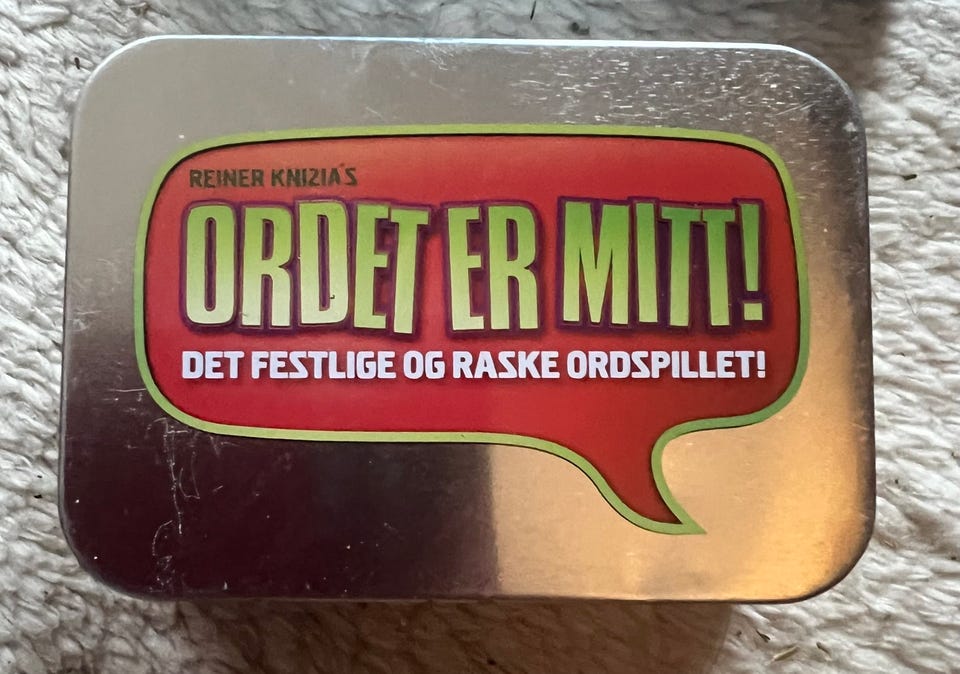 REINER KNIZIA'S
ORDET ER MITT!
DET FESTLIGE OG RASKE ORDSPILLET!